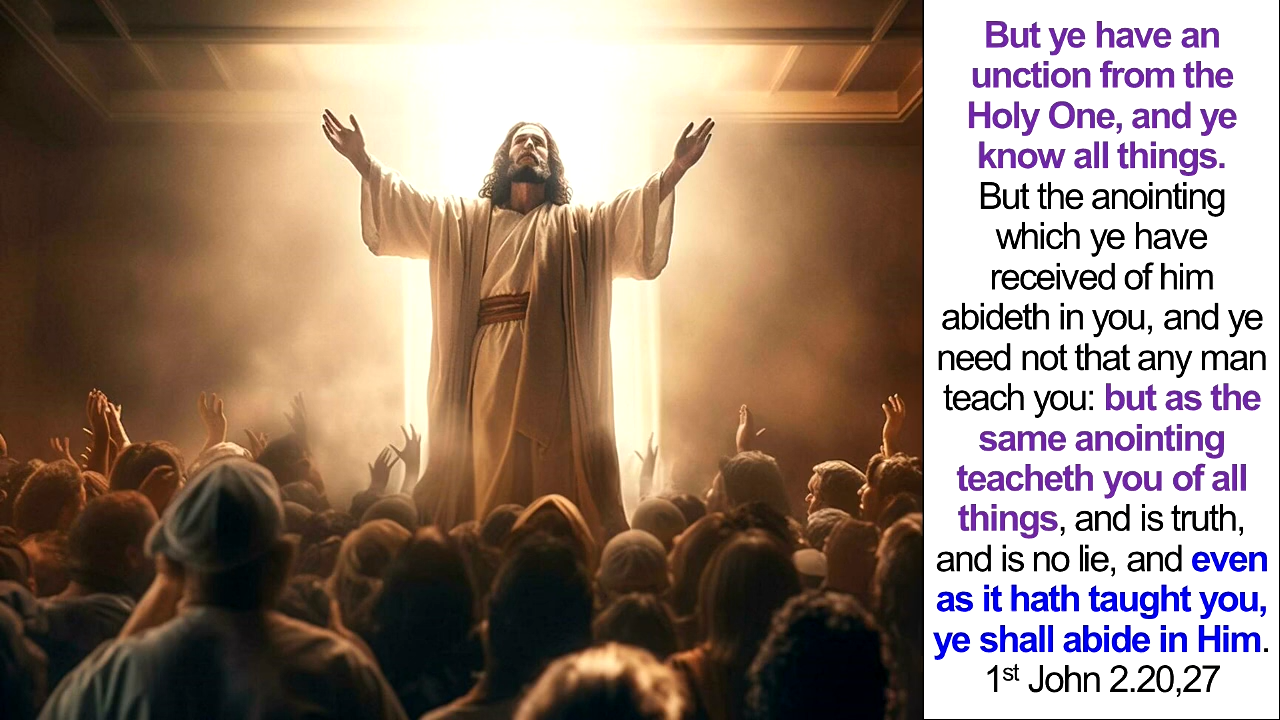 But ye have an
unction from the
Holy One, and ye
know all things.
But the anointing
which ye have
received of him
abideth in you, and ye
need not that any man
teach you: but as the
same anointing
teacheth you of all
things, and is truth,
and is no lie, and even
as it hath taught you,
ye shall abide in Him.
1st John 2.20,27